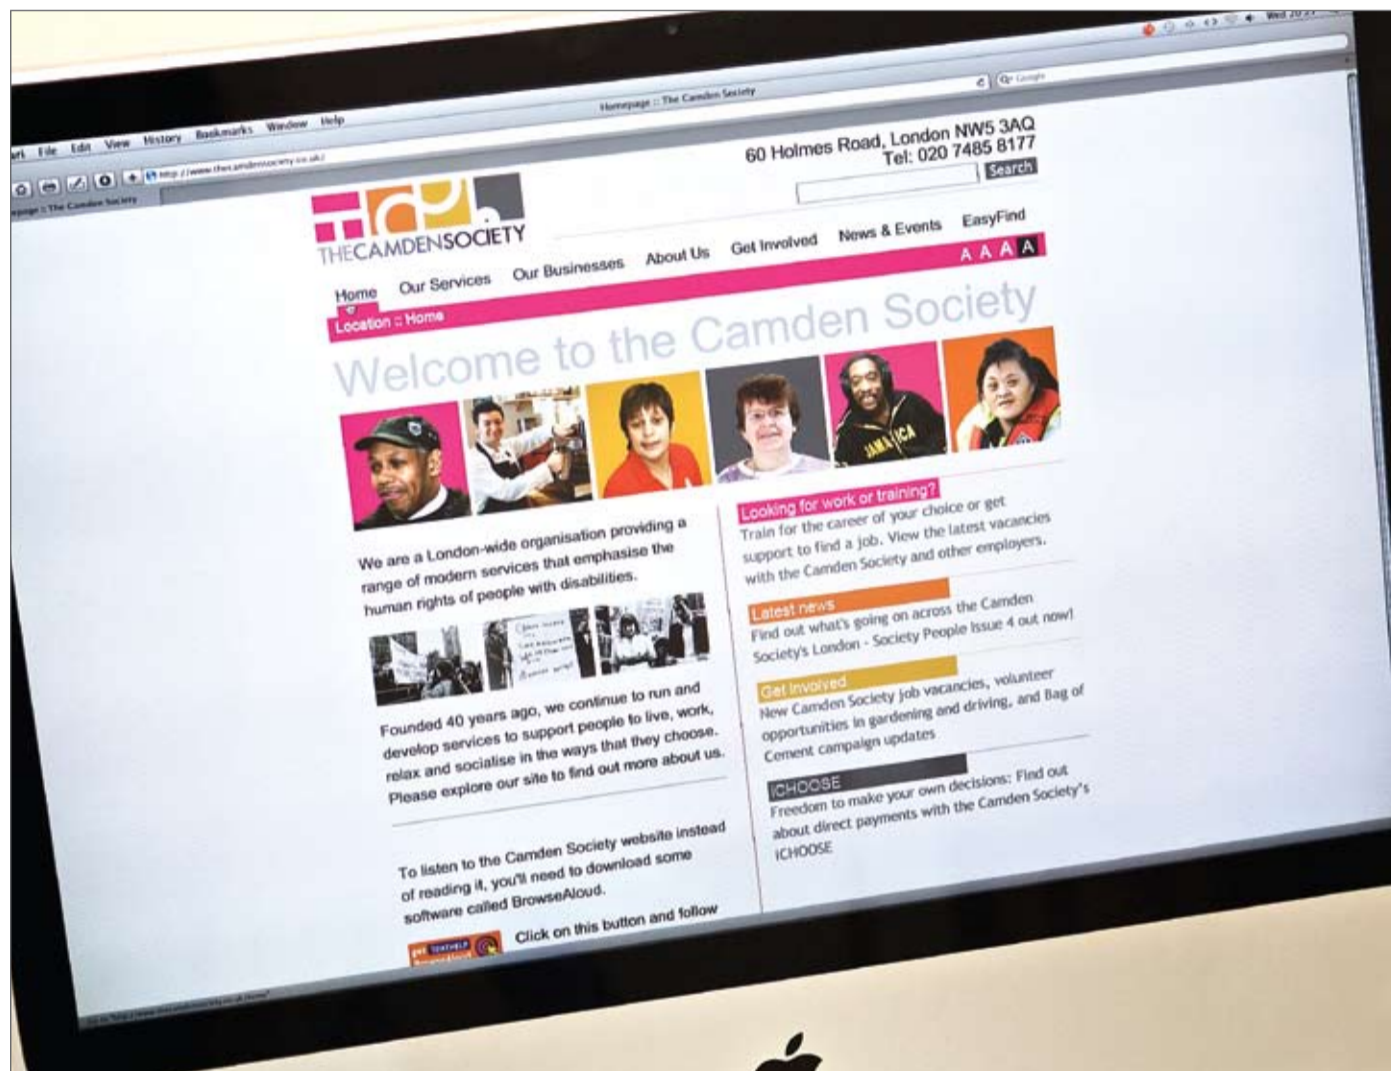 File Edit View History Bookmarks Window Help
Homepage :: The Camden Society
http://www.thecamdensociety.co.uk/
Google
The Camden Society
60 Holmes Road, London NW5 3AQ
Tel: 020 7485 8177
Search
THECAMDENSOCIETY
Home Our Services Our Businesses About Us Get Involved News & Events EasyFind
A A A A
Location :: Home
Welcome to the Camden Society
JAMAICA
We are a London-wide organisation providing a
range of modern services that emphasise the
human rights of people with disabilities.
Founded 40 years ago, we continue to run and
develop services to support people to live, work,
relax and socialise in the ways that they choose.
Please explore our site to find out more about us.
To listen to the Camden Society website instead
of reading it, you'll need to download some
software called BrowseAloud.
Click on this button and follow
Looking for work or training?
Train for the career of your choice or get
support to find a job. View the latest vacancies
with the Camden Society and other employers.
Latest news
Find out what's going on across the Camden
Society's London - Society People Issue 4 out now!
Get Involved
New Camden Society job vacancies, volunteer
opportunities in gardening and driving, and Bag of
Cement campaign updates
iCHOOSE
Freedom to make your own decisions: Find out
about direct payments with the Camden Society's
iCHOOSE